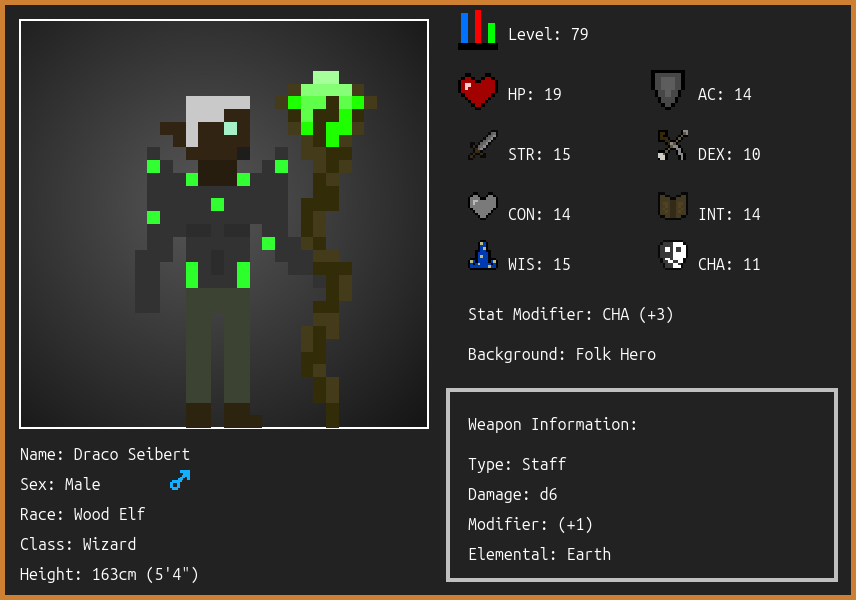 Level: 79
HP: 19
AC: 14
STR: 15
DEX: 10
CON: 14
INT: 14
WIS: 15
CHA: 11
Stat Modifier: CHA (+3)
Background: Folk Hero
Weapon Information:
Type: Staff
Damage: d6
Modifier: (+1)
Elemental: Earth
Name: Draco Seibert
Sex: Male
Race: Wood Elf
Class: Wizard
Height: 163cm (5'4")